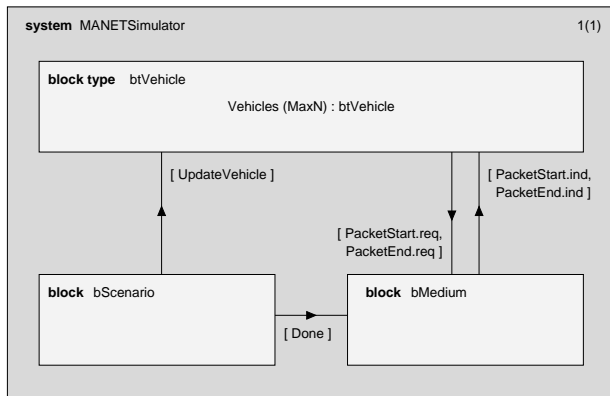 system MANETSimulator 1(1)
block type btVehicle
Vehicles (MaxN) : btVehicle
[ UpdateVehicle ]
[ PacketStart.ind,
PacketEnd.ind ]
[ PacketStart.req,
PacketEnd.req ]
block bScenario
block bMedium
[ Done ]